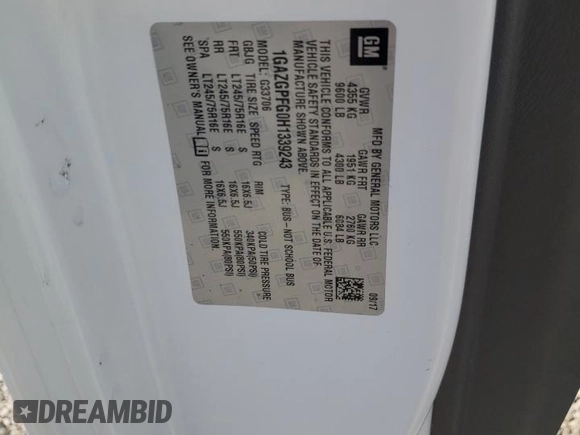 GM
MFD BY GENERAL MOTORS LLC 09/17
GVWR GAWR FRT GAWR RR
4355 KG 1951 KG 2760 KG
9600 LB 4300 LB 6084 LB
THIS VEHICLE CONFORMS TO ALL APPLICABLE U.S. FEDERAL MOTOR
VEHICLE SAFETY STANDARDS IN EFFECT ON THE DATE OF
MANUFACTURE SHOWN ABOVE.
1GAZGPFG0H1339243 TYPE: BUS—NOT SCHOOL BUS
MODEL: G33706
GBJG TIRE SIZE SPEED RTG RIM COLD TIRE PRESSURE
FRT LT245/75R16E S 16X6.5J 340KPA(50PSI)
RR LT245/75R16E S 16X6.5J 550KPA(80PSI)
SPA LT245/75R16E S 16X6.5J 550KPA(80PSI)
SEE OWNER'S MANUAL FOR MORE INFORMATION.
DREAMBID